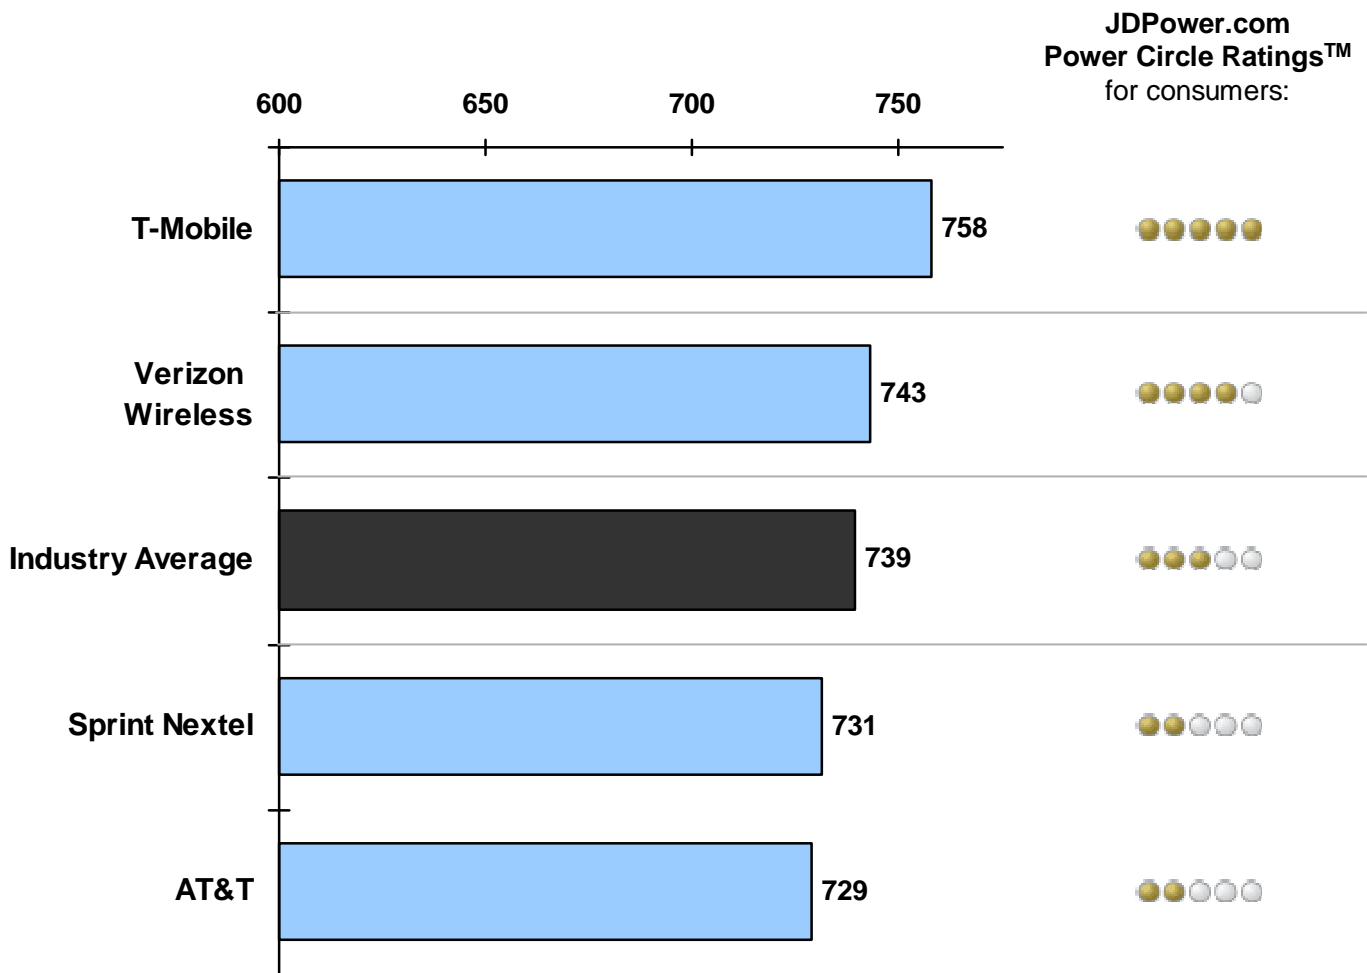 JDPower.com
Power Circle Ratings™
for consumers:
600 650 700 750
T-Mobile 758
Verizon
Wireless 743
Industry Average 739
Sprint Nextel 731
AT&T 729